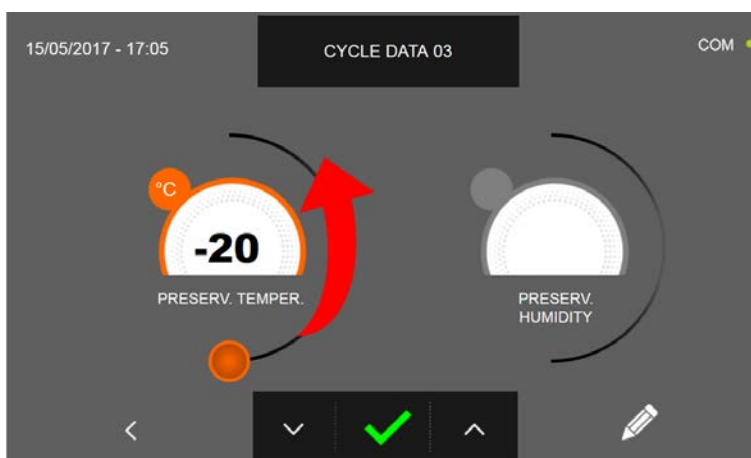 15/05/2017 - 17:05
CYCLE DATA 03
COM
°C
-20
PRESERV. TEMPER.
PRESERV.
HUMIDITY